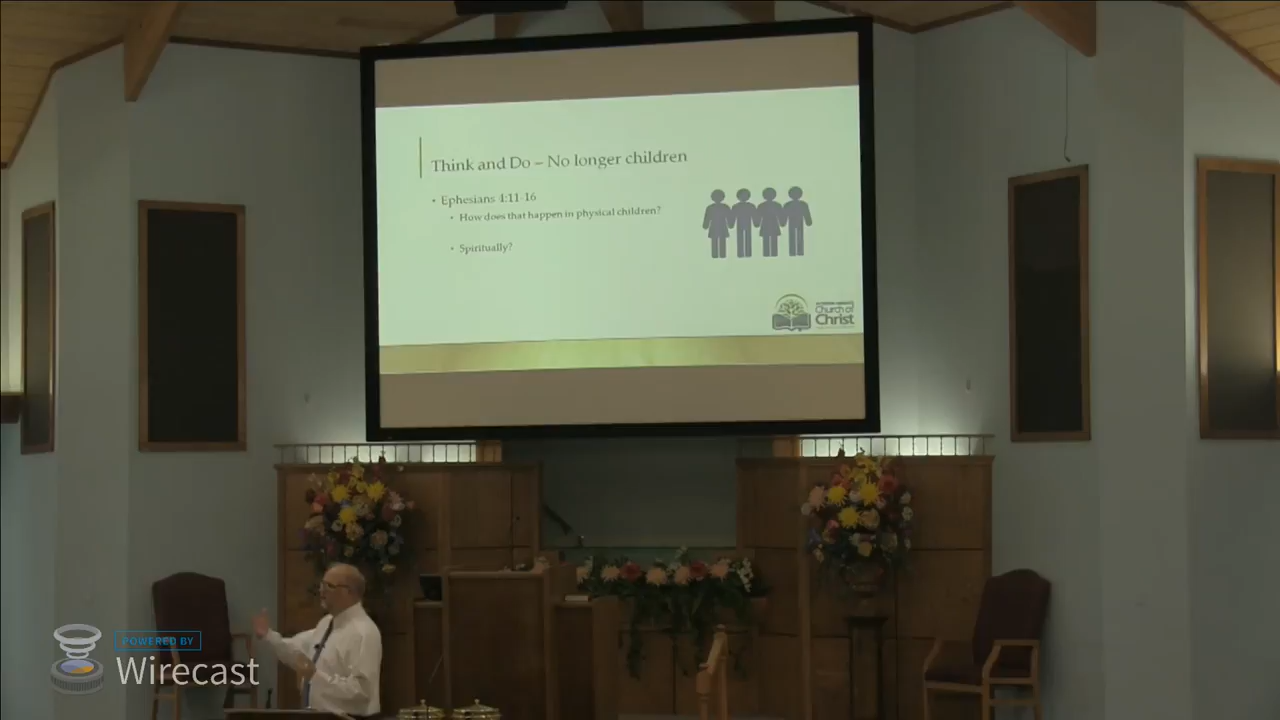 Think and Do – No longer children
• Ephesians 4:11-16
• How does that happen in physical children?
• Spiritually?
Church of
Christ
POWERED BY
Wirecast